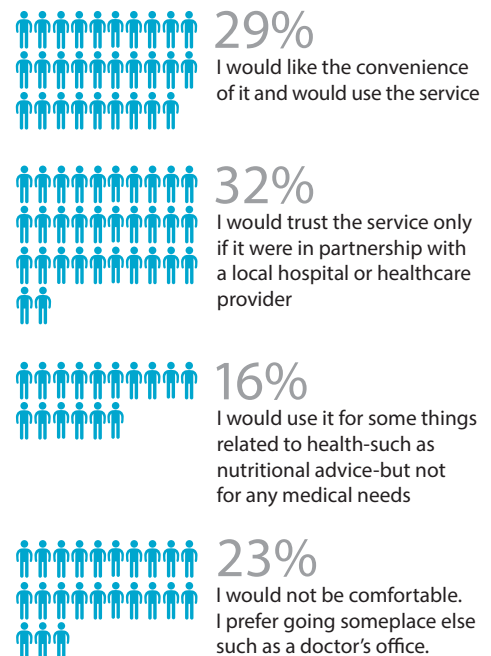 29%
I would like the convenience
of it and would use the service
32%
I would trust the service only
if it were in partnership with
a local hospital or healthcare
provider
16%
I would use it for some things
related to health-such as
nutritional advice-but not
for any medical needs
23%
I would not be comfortable.
I prefer going someplace else
such as a doctor’s office.